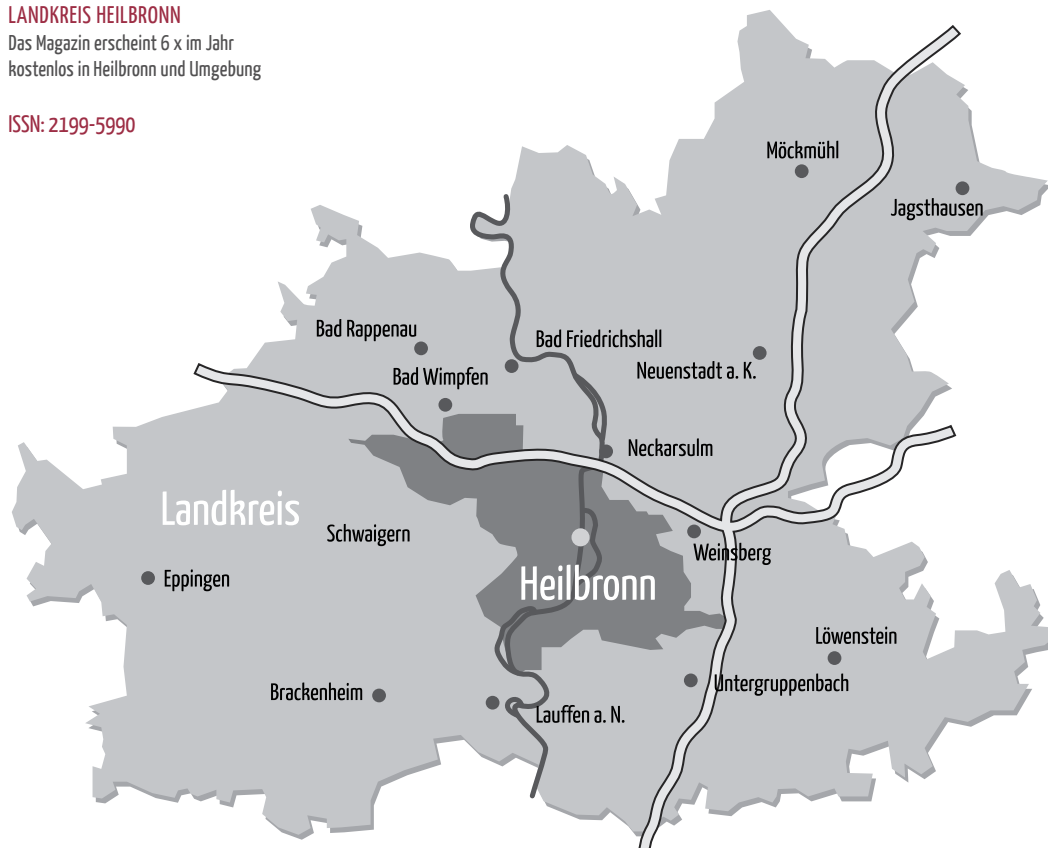 LANDKREIS HEILBRONN
Das Magazin erscheint 6 x im Jahr
kostenlos in Heilbronn und Umgebung
ISSN: 2199-5990
Möckmühl
Jagsthausen
Bad Rappenau
Bad Friedrichshall
Bad Wimpfen
Neuenstadt a. K.
Neckarsulm
Landkreis
Schwaigern
Weinsberg
Eppingen
Heilbronn
Löwenstein
Untergruppenbach
Brackenheim
Lauffen a. N.